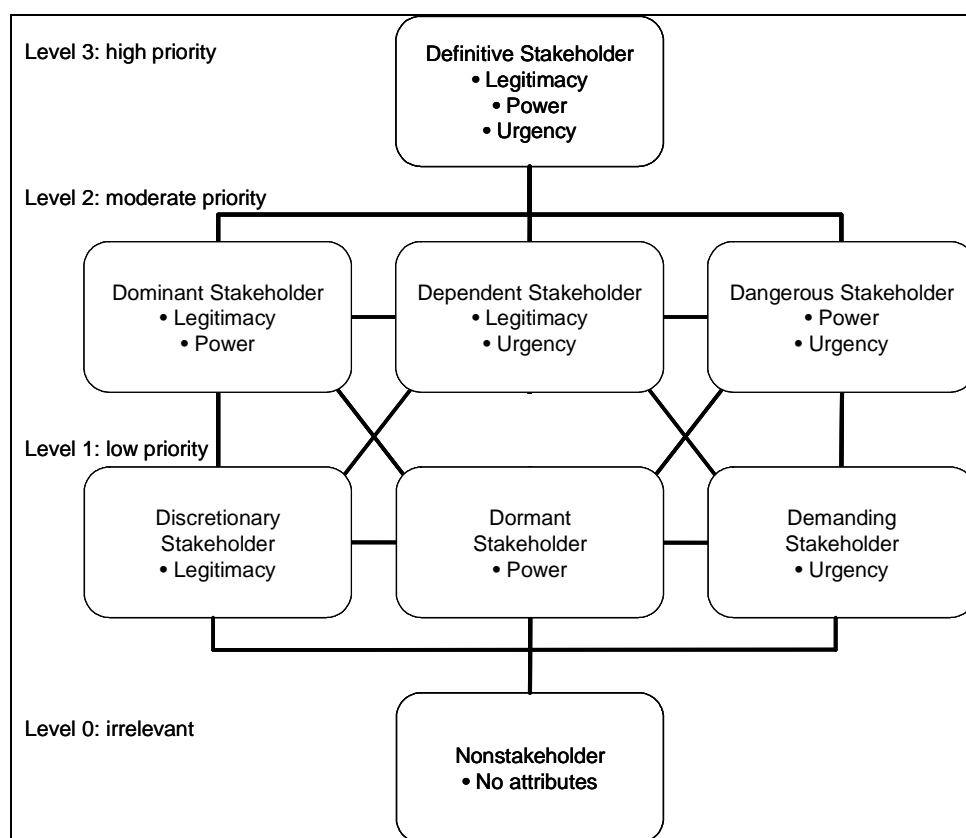 Level 3: high priority
Definitive Stakeholder
• Legitimacy
• Power
• Urgency
Level 2: moderate priority
Dominant Stakeholder
• Legitimacy
• Power
Dependent Stakeholder
• Legitimacy
• Urgency
Dangerous Stakeholder
• Power
• Urgency
Level 1: low priority
Discretionary
Stakeholder
• Legitimacy
Dormant
Stakeholder
• Power
Demanding
Stakeholder
• Urgency
Level 0: irrelevant
Nonstakeholder
• No attributes